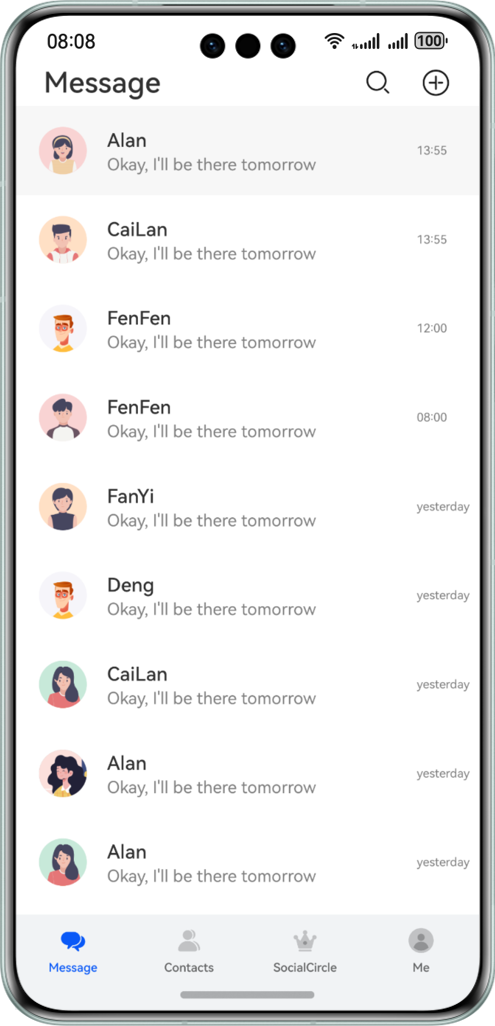 08:08 100
Message
Alan
Okay, I'll be there tomorrow
13:55
CaiLan
Okay, I'll be there tomorrow
13:55
FenFen
Okay, I'll be there tomorrow
12:00
FenFen
Okay, I'll be there tomorrow
08:00
FanYi
Okay, I'll be there tomorrow
yesterday
Deng
Okay, I'll be there tomorrow
yesterday
CaiLan
Okay, I'll be there tomorrow
yesterday
Alan
Okay, I'll be there tomorrow
yesterday
Alan
Okay, I'll be there tomorrow
yesterday
Message Contacts SocialCircle Me